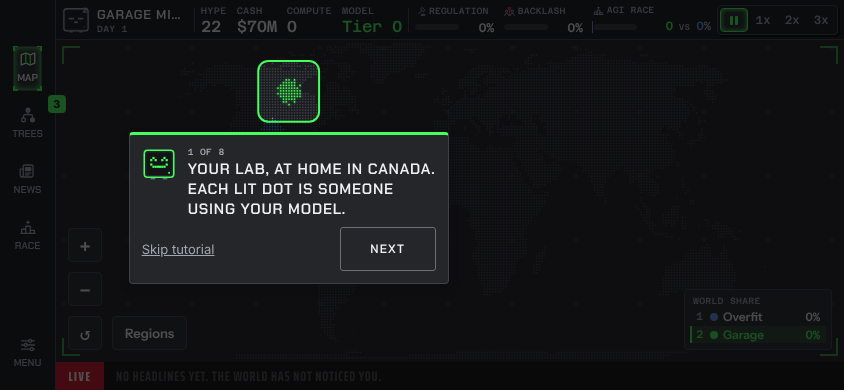 GARAGE MI...
DAY 1
HYPE
22
CASH
$70M
COMPUTE
0
MODEL
Tier 0
REGULATION
0%
BACKLASH
0%
AGI RACE
0 vs 0%
1x
2x
3x
MAP
3
TREES
NEWS
RACE
MENU
1 OF 8
YOUR LAB, AT HOME IN CANADA.
EACH LIT DOT IS SOMEONE
USING YOUR MODEL.
Skip tutorial
NEXT
+
−
↺
Regions
WORLD SHARE
1 Overfit 0%
2 Garage 0%
LIVE
NO HEADLINES YET. THE WORLD HAS NOT NOTICED YOU.